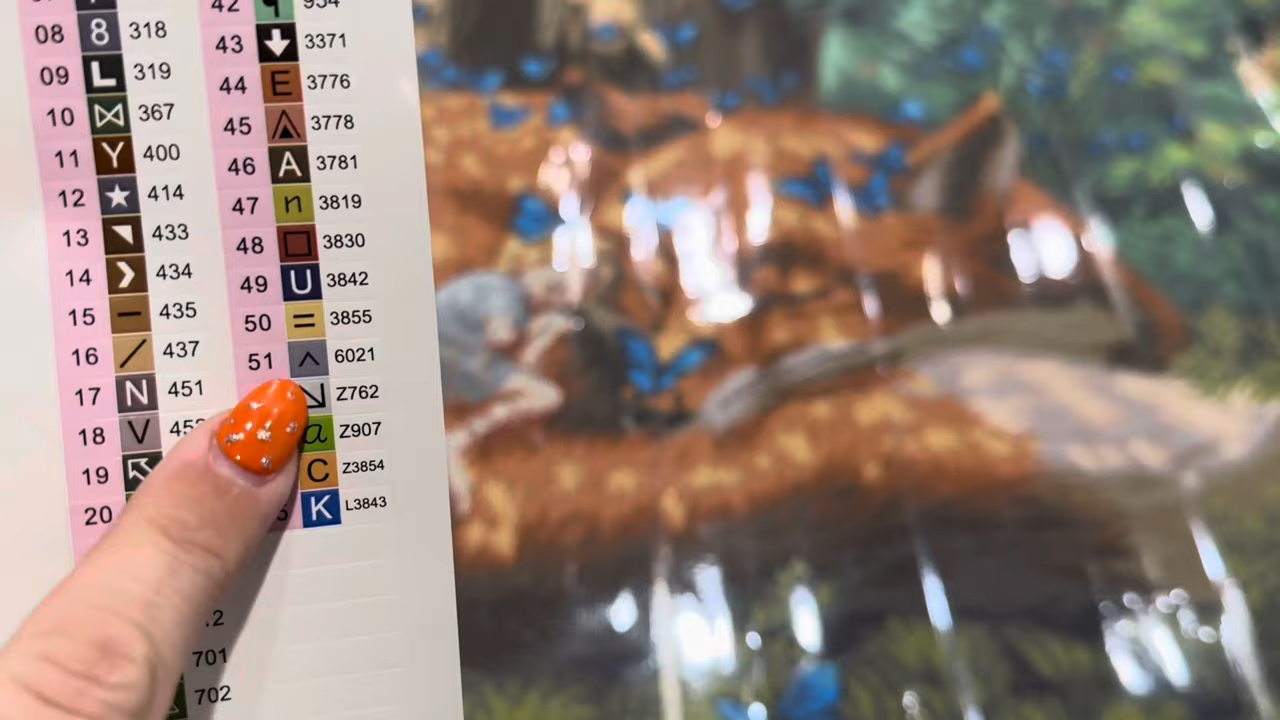 42 954
08 8 318
43 3371
09 L 319
44 E 3776
10 367
45 3778
11 Y 400
46 A 3781
12 414
47 n 3819
13 433
48 3830
14 434
49 U 3842
15 435
50 = 3855
16 / 437
51 ^ 6021
17 N 451
Z762
18 V
a Z907
19
C Z3854
20
K L3843
701
702